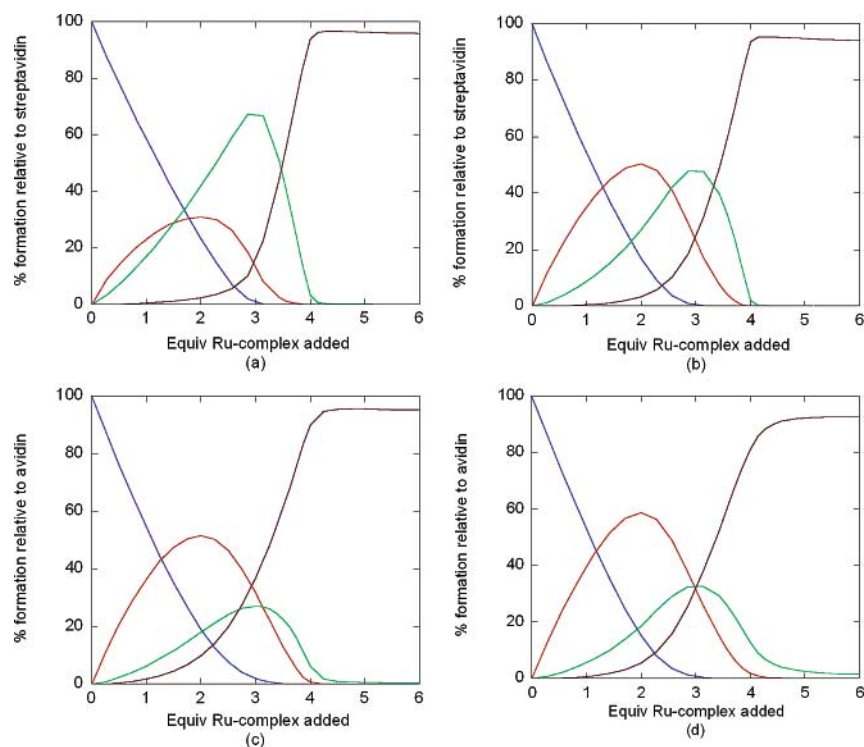 % formation relative to streptavidin
100
80
60
40
20
0
0 1 2 3 4 5 6
Equiv Ru-complex added
(a)
% formation relative to streptavidin
100
80
60
40
20
0
0 1 2 3 4 5 6
Equiv Ru-complex added
(b)
% formation relative to avidin
100
80
60
40
20
0
0 1 2 3 4 5 6
Equiv Ru-complex added
(c)
% formation relative to avidin
100
80
60
40
20
0
0 1 2 3 4 5 6
Equiv Ru-complex added
(d)